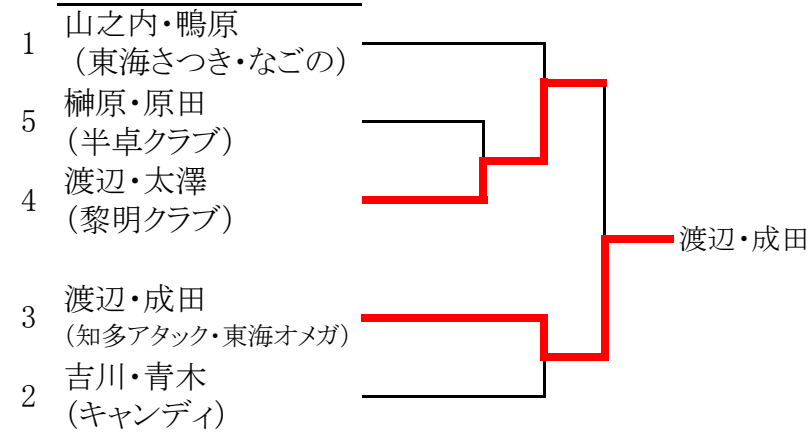 1
山之内・鴨原
(東海さつき・なごの)
5
榊原・原田
(半卓クラブ)
4
渡辺・太澤
(黎明クラブ)
渡辺・成田
3
渡辺・成田
(知多アタック・東海オメガ)
2
吉川・青木
(キャンディ)